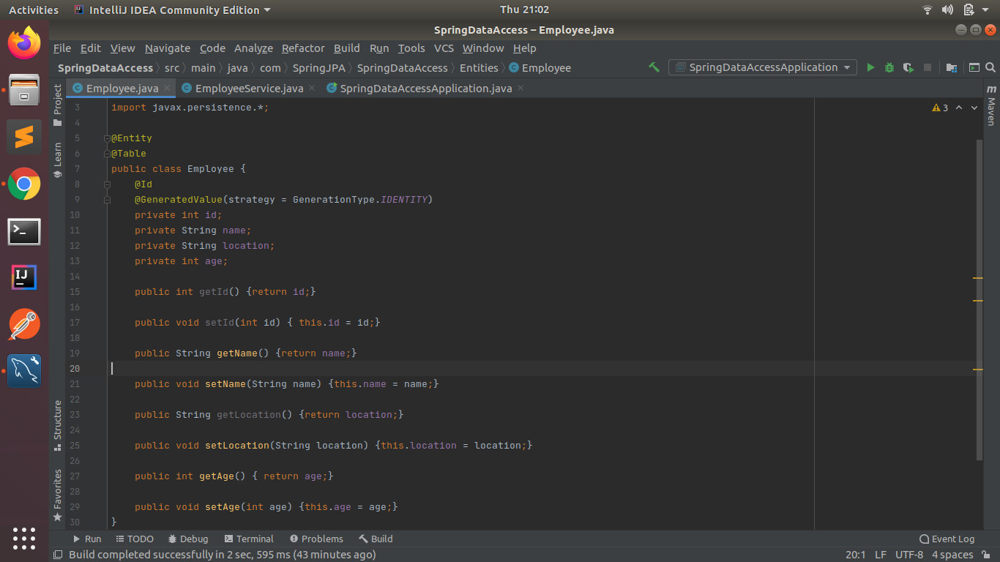 Activities IntelliJ IDEA Community Edition Thu 21:02
SpringDataAccess – Employee.java
File Edit View Navigate Code Analyze Refactor Build Run Tools VCS Window Help
SpringDataAccess src main java com SpringJPA SpringDataAccess Entities Employee SpringDataAccessApplication
Employee.java EmployeeService.java SpringDataAccessApplication.java
Project
Learn
Structure
Favorites
Maven
3
3 import javax.persistence.*;
4
5 @Entity
6 @Table
7 public class Employee {
8 @Id
9 @GeneratedValue(strategy = GenerationType.IDENTITY)
10 private int id;
11 private String name;
12 private String location;
13 private int age;
14
15 public int getId() {return id;}
16
17 public void setId(int id) { this.id = id;}
18
19 public String getName() {return name;}
20
21 public void setName(String name) {this.name = name;}
22
23 public String getLocation() {return location;}
24
25 public void setLocation(String location) {this.location = location;}
26
27 public int getAge() { return age;}
28
29 public void setAge(int age) {this.age = age;}
30 }
Run TODO Debug Terminal Problems Build Event Log
Build completed successfully in 2 sec, 595 ms (43 minutes ago) 20:1 LF UTF-8 4 spaces